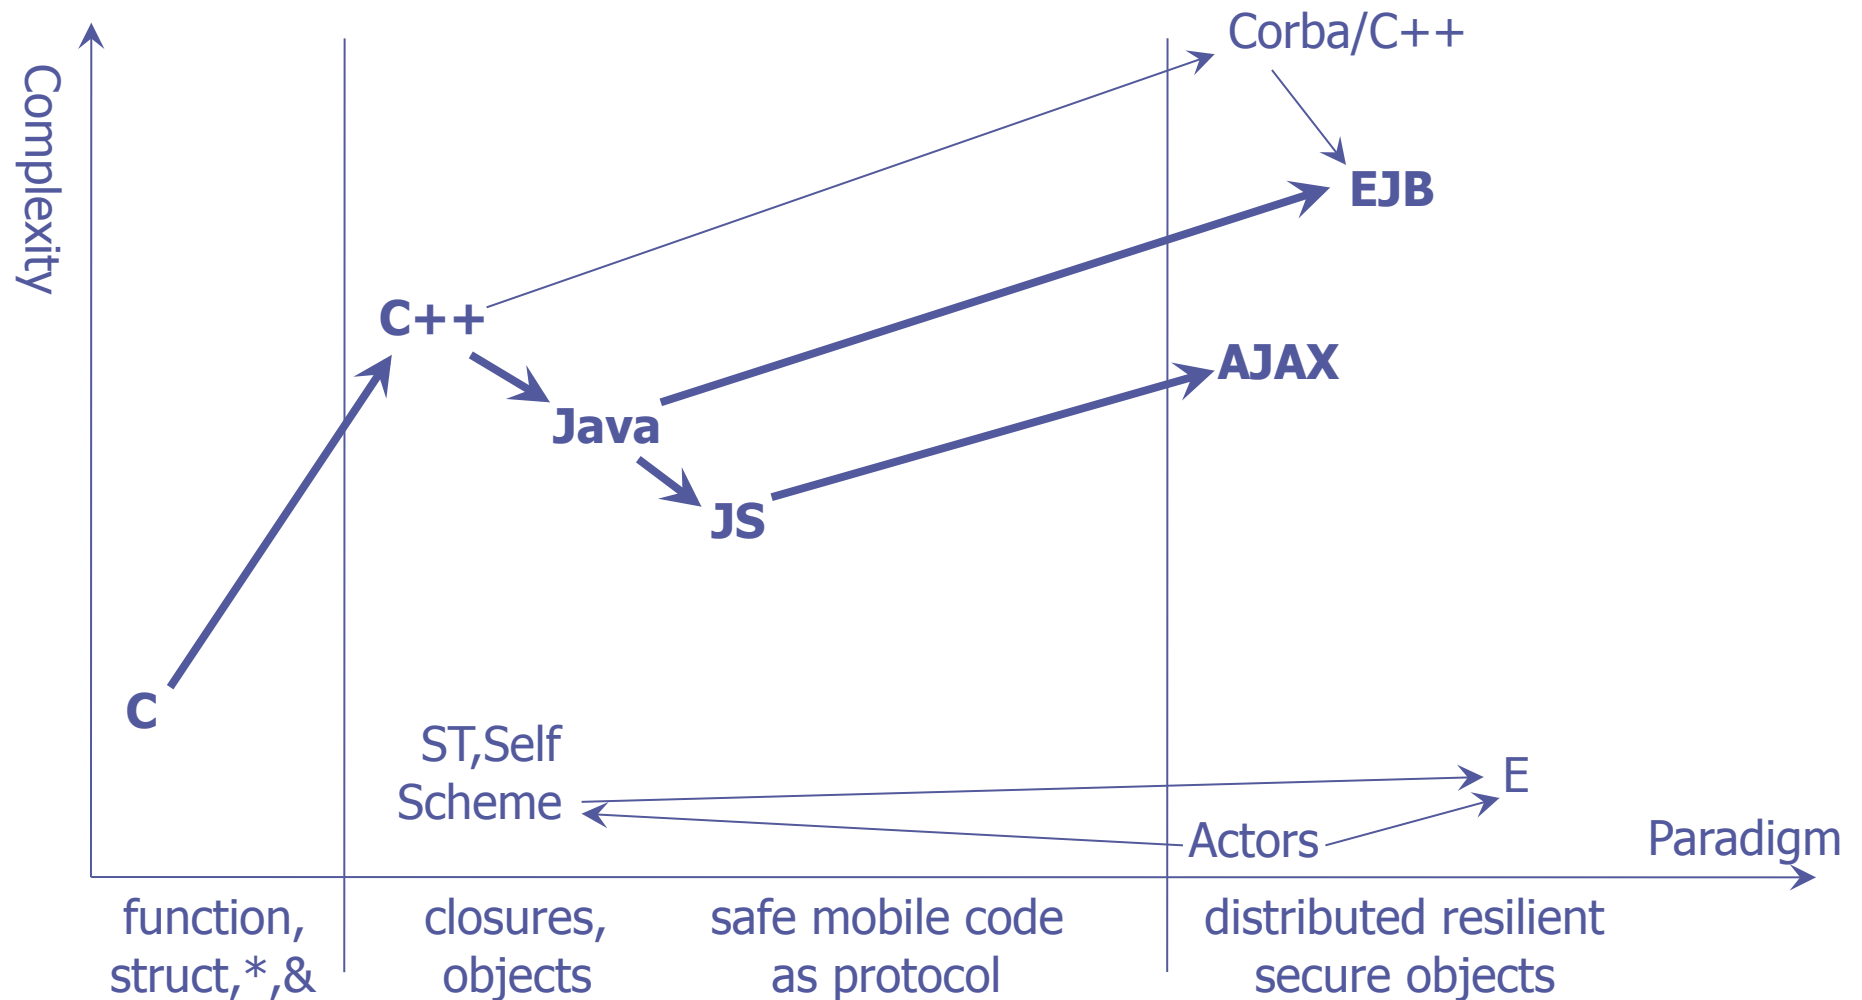 Corba/C++
Complexity
EJB
C++
AJAX
Java
JS
C
ST,Self
Scheme
E
Actors
Paradigm
function,
struct,*,&
closures,
objects
safe mobile code
as protocol
distributed resilient
secure objects